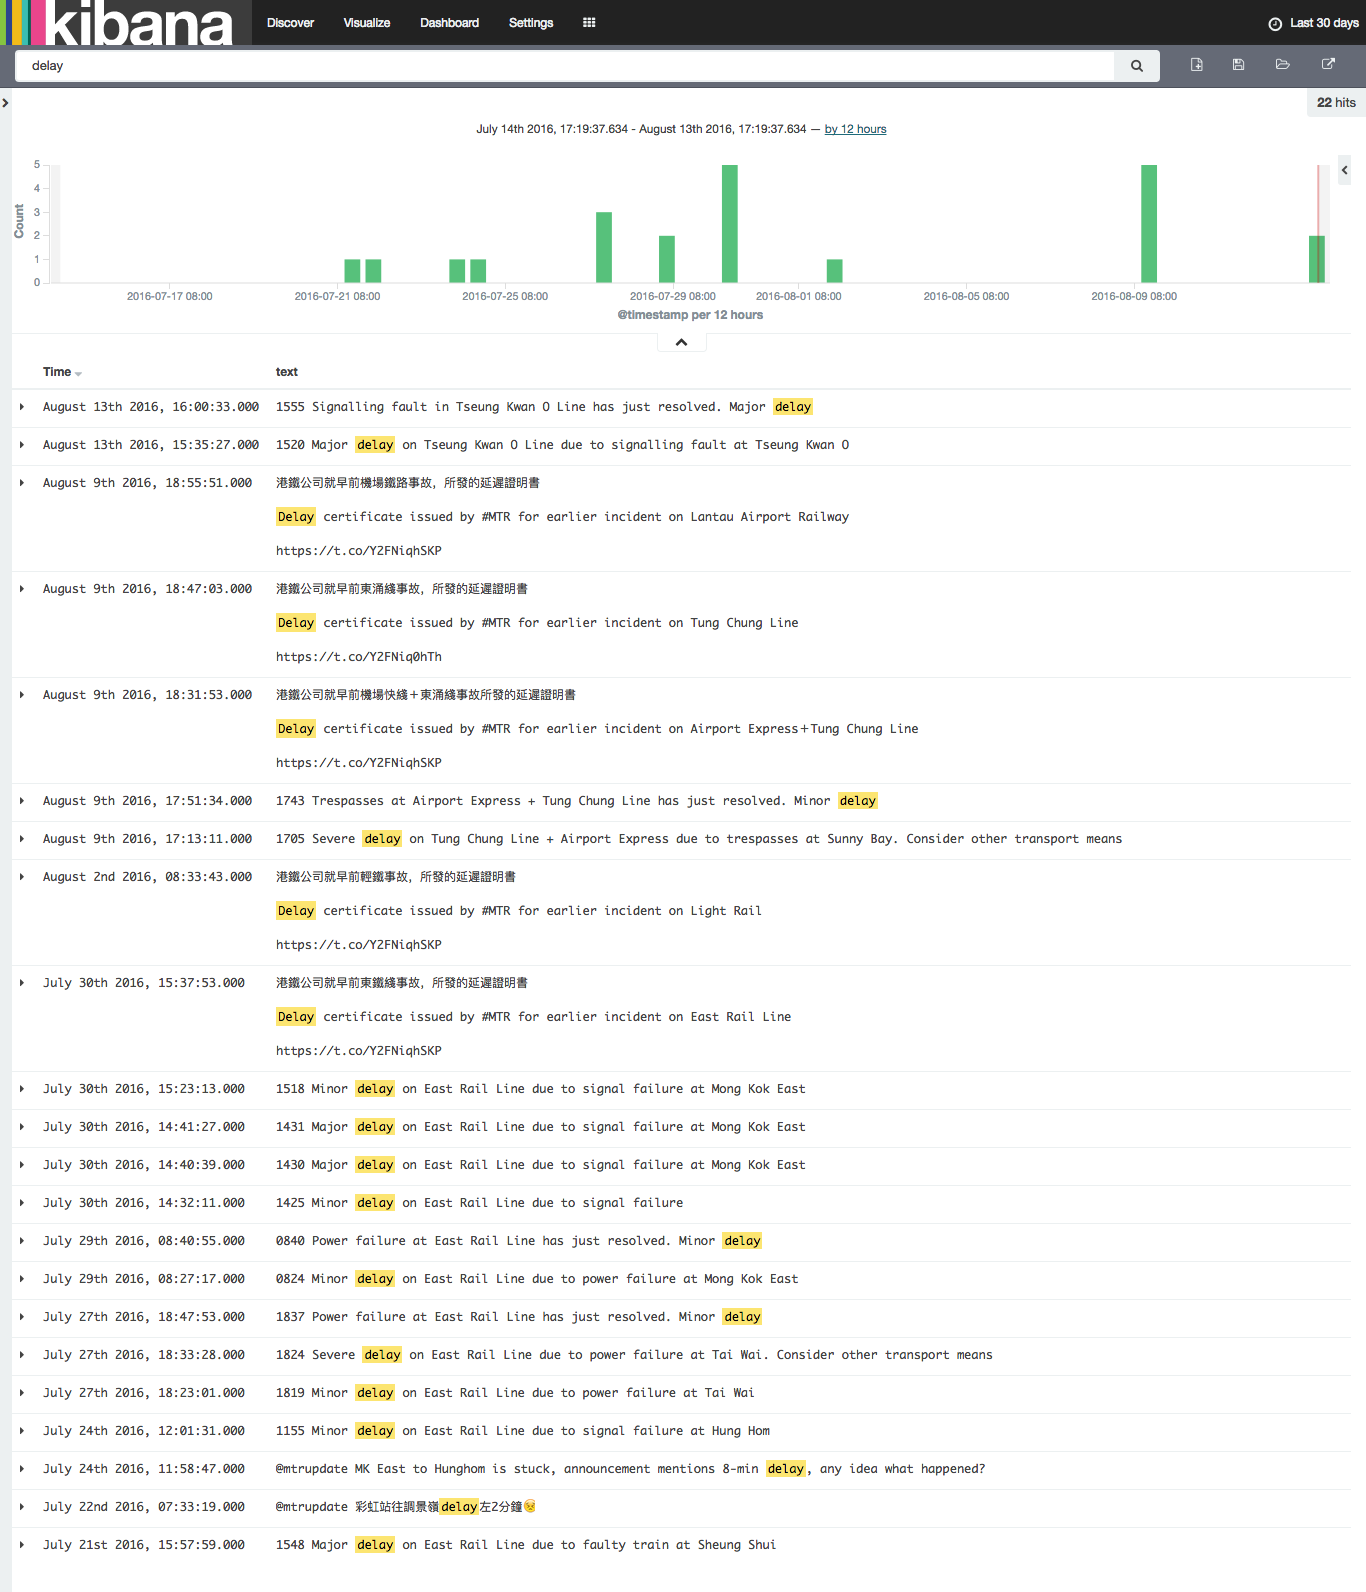 kibana
Discover Visualize Dashboard Settings
Last 30 days
delay
22 hits
July 14th 2016, 17:19:37.634 - August 13th 2016, 17:19:37.634 — by 12 hours
5
4
3
2
1
0
Count
2016-07-17 08:00 2016-07-21 08:00 2016-07-25 08:00 2016-07-29 08:00 2016-08-01 08:00 2016-08-05 08:00 2016-08-09 08:00
@timestamp per 12 hours
Time text
August 13th 2016, 16:00:33.000 1555 Signalling fault in Tseung Kwan O Line has just resolved. Major delay
August 13th 2016, 15:35:27.000 1520 Major delay on Tseung Kwan O Line due to signalling fault at Tseung Kwan O
August 9th 2016, 18:55:51.000 港鐵公司就早前機場鐵路事故，所發的延遲證明書
Delay certificate issued by #MTR for earlier incident on Lantau Airport Railway
https://t.co/Y2FNiqhSKP
August 9th 2016, 18:47:03.000 港鐵公司就早前東涌綫事故，所發的延遲證明書
Delay certificate issued by #MTR for earlier incident on Tung Chung Line
https://t.co/Y2FNiq0hTh
August 9th 2016, 18:31:53.000 港鐵公司就早前機場快綫＋東涌綫事故所發的延遲證明書
Delay certificate issued by #MTR for earlier incident on Airport Express＋Tung Chung Line
https://t.co/Y2FNiqhSKP
August 9th 2016, 17:51:34.000 1743 Trespasses at Airport Express + Tung Chung Line has just resolved. Minor delay
August 9th 2016, 17:13:11.000 1705 Severe delay on Tung Chung Line + Airport Express due to trespasses at Sunny Bay. Consider other transport means
August 2nd 2016, 08:33:43.000 港鐵公司就早前輕鐵事故，所發的延遲證明書
Delay certificate issued by #MTR for earlier incident on Light Rail
https://t.co/Y2FNiqhSKP
July 30th 2016, 15:37:53.000 港鐵公司就早前東鐵綫事故，所發的延遲證明書
Delay certificate issued by #MTR for earlier incident on East Rail Line
https://t.co/Y2FNiqhSKP
July 30th 2016, 15:23:13.000 1518 Minor delay on East Rail Line due to signal failure at Mong Kok East
July 30th 2016, 14:41:27.000 1431 Major delay on East Rail Line due to signal failure at Mong Kok East
July 30th 2016, 14:40:39.000 1430 Major delay on East Rail Line due to signal failure at Mong Kok East
July 30th 2016, 14:32:11.000 1425 Minor delay on East Rail Line due to signal failure
July 29th 2016, 08:40:55.000 0840 Power failure at East Rail Line has just resolved. Minor delay
July 29th 2016, 08:27:17.000 0824 Minor delay on East Rail Line due to power failure at Mong Kok East
July 27th 2016, 18:47:53.000 1837 Power failure at East Rail Line has just resolved. Minor delay
July 27th 2016, 18:33:28.000 1824 Severe delay on East Rail Line due to power failure at Tai Wai. Consider other transport means
July 27th 2016, 18:23:01.000 1819 Minor delay on East Rail Line due to power failure at Tai Wai
July 24th 2016, 12:01:31.000 1155 Minor delay on East Rail Line due to signal failure at Hung Hom
July 24th 2016, 11:58:47.000 @mtrupdate MK East to Hunghom is stuck, announcement mentions 8-min delay, any idea what happened?
July 22nd 2016, 07:33:19.000 @mtrupdate 彩虹站往調景嶺delay左2分鐘😣
July 21st 2016, 15:57:59.000 1548 Major delay on East Rail Line due to faulty train at Sheung Shui